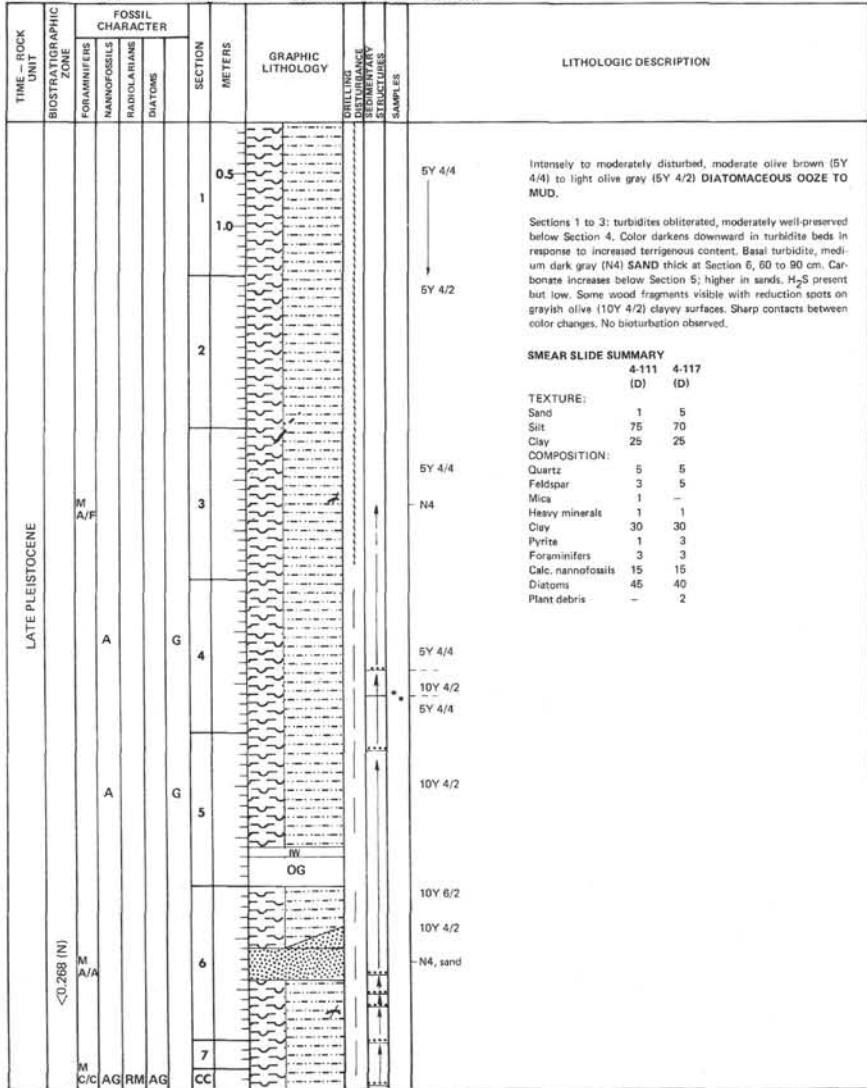 TIME – ROCK UNIT
BIOSTRATIGRAPHIC ZONE
FOSSIL CHARACTER
FORAMINIFERS
NANNOFOSSILS
RADIOLARIANS
DIATOMS
SECTION
METERS
GRAPHIC LITHOLOGY
DRILLING DISTURBANCE
SEDIMENTARY STRUCTURES
SAMPLES
LITHOLOGIC DESCRIPTION
LATE PLEISTOCENE
<0.268 (N)
M
A/F
A G
A G
M
A/A
M
C/C AG RM AG
1
0.5
1.0
2
3
4
5
6
7
CC
IW
OG
5Y 4/4
5Y 4/2
5Y 4/4
N4
5Y 4/4
10Y 4/2
5Y 4/4
10Y 4/2
10Y 6/2
10Y 4/2
N4, sand
Intensely to moderately disturbed, moderate olive brown (5Y
4/4) to light olive gray (5Y 4/2) DIATOMACEOUS OOZE TO
MUD.
Sections 1 to 3: turbidites obliterated, moderately well-preserved
below Section 4. Color darkens downward in turbidite beds in
response to increased terrigenous content. Basal turbidite, medi-
um dark gray (N4) SAND thick at Section 6, 60 to 90 cm. Car-
bonate increases below Section 5; higher in sands. H2S present
but low. Some wood fragments visible with reduction spots on
grayish olive (10Y 4/2) clayey surfaces. Sharp contacts between
color changes. No bioturbation observed.
SMEAR SLIDE SUMMARY
4-111 4-117
(D) (D)
TEXTURE:
Sand 1 5
Silt 75 70
Clay 25 25
COMPOSITION:
Quartz 5 5
Feldspar 3 5
Mica 1 –
Heavy minerals 1 1
Clay 30 30
Pyrite 1 3
Foraminifers 3 3
Calc. nannofossils 15 15
Diatoms 45 40
Plant debris – 2